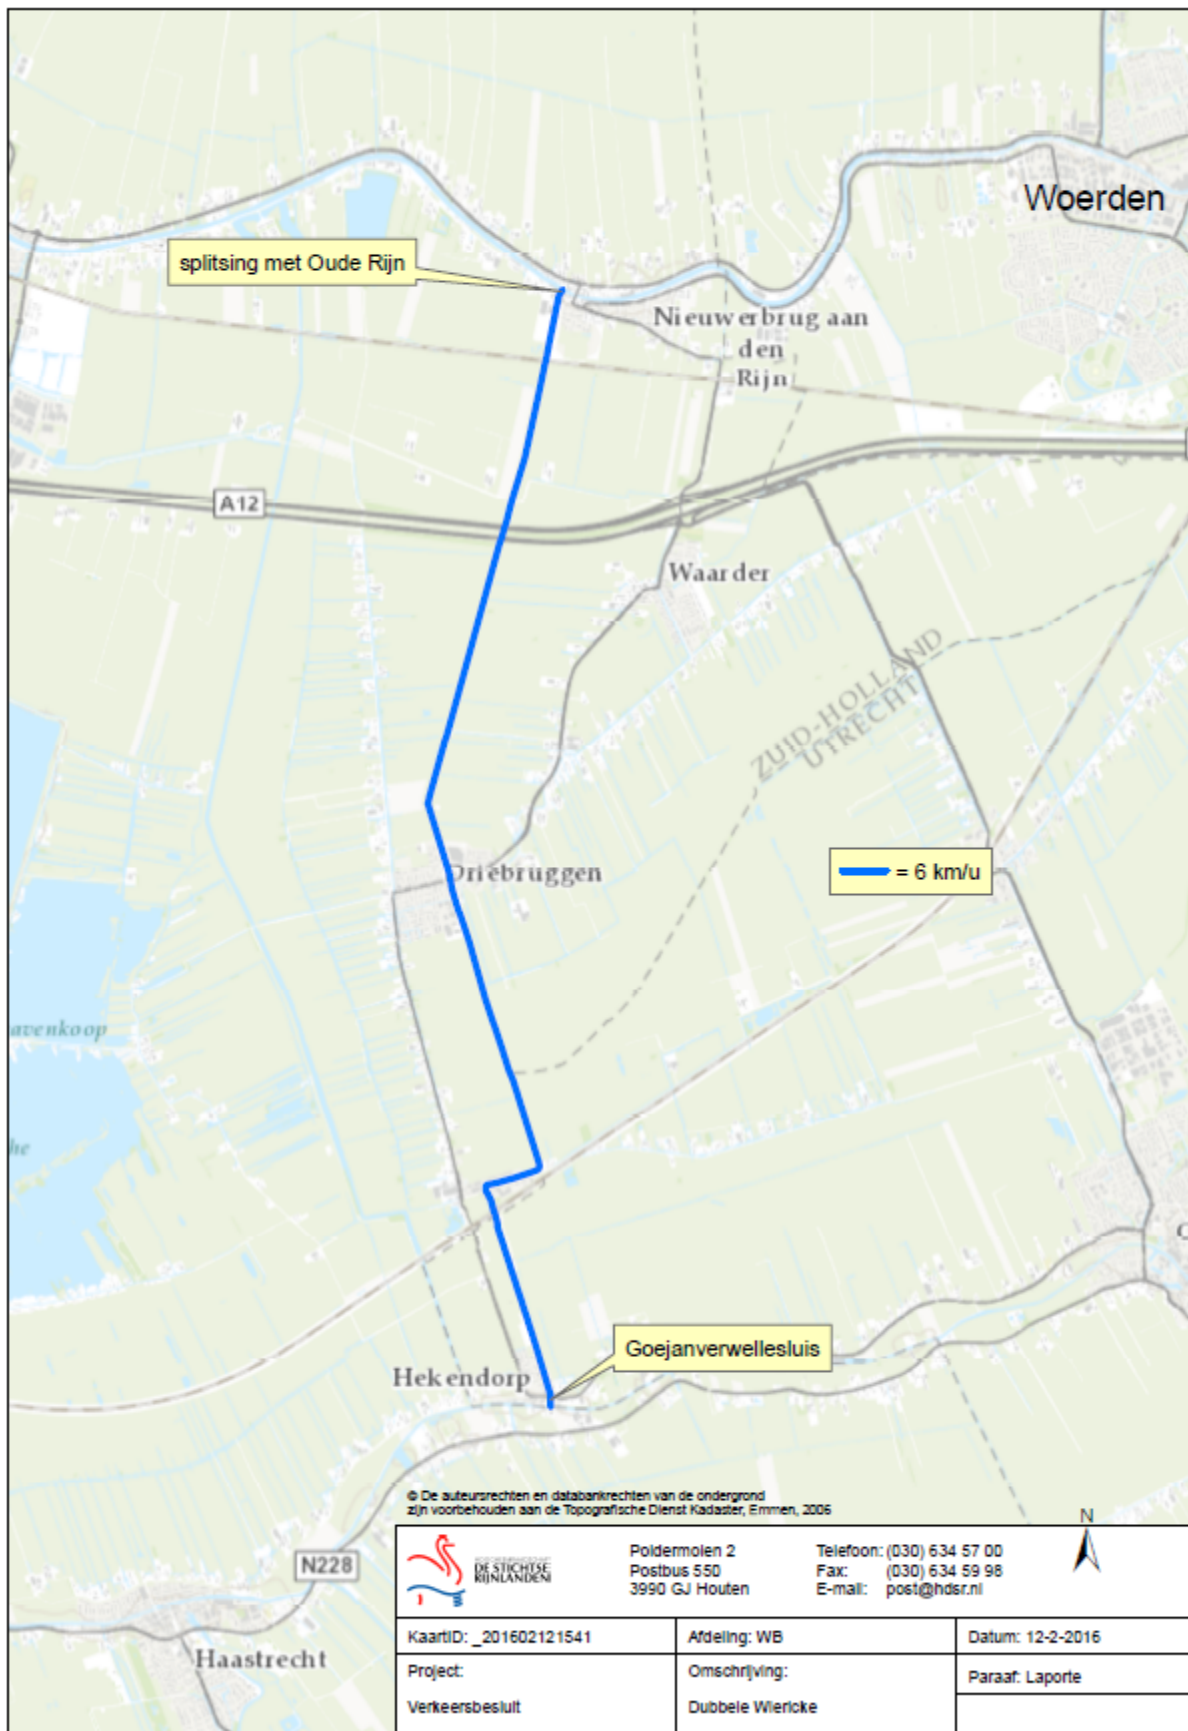 Woerden
splitsing met Oude Rijn
Nieuwerbrug aan
den
Rijn
A12
Waarder
ZUID-HOLLAND
UTRECHT
Driebruggen
= 6 km/u
avenkoop
he
Goejanverwellesluis
Hekendorp
© De auteursrechten en databankrechten van de ondergrond
zijn voorbehouden aan de Topografische Dienst Kadaster, Emmen, 2006
N
N228
Haastrecht
DE STICHTSE
RIJNLANDEN
Poldermolen 2
Postbus 550
3990 GJ Houten
Telefoon: (030) 634 57 00
Fax: (030) 634 59 98
E-mail: post@hdsr.nl
KaartID: _201602121541
Afdeling: WB
Datum: 12-2-2016
Project:
Verkeersbesluit
Omschrijving:
Dubbele Wiericke
Paraaf: Laporte